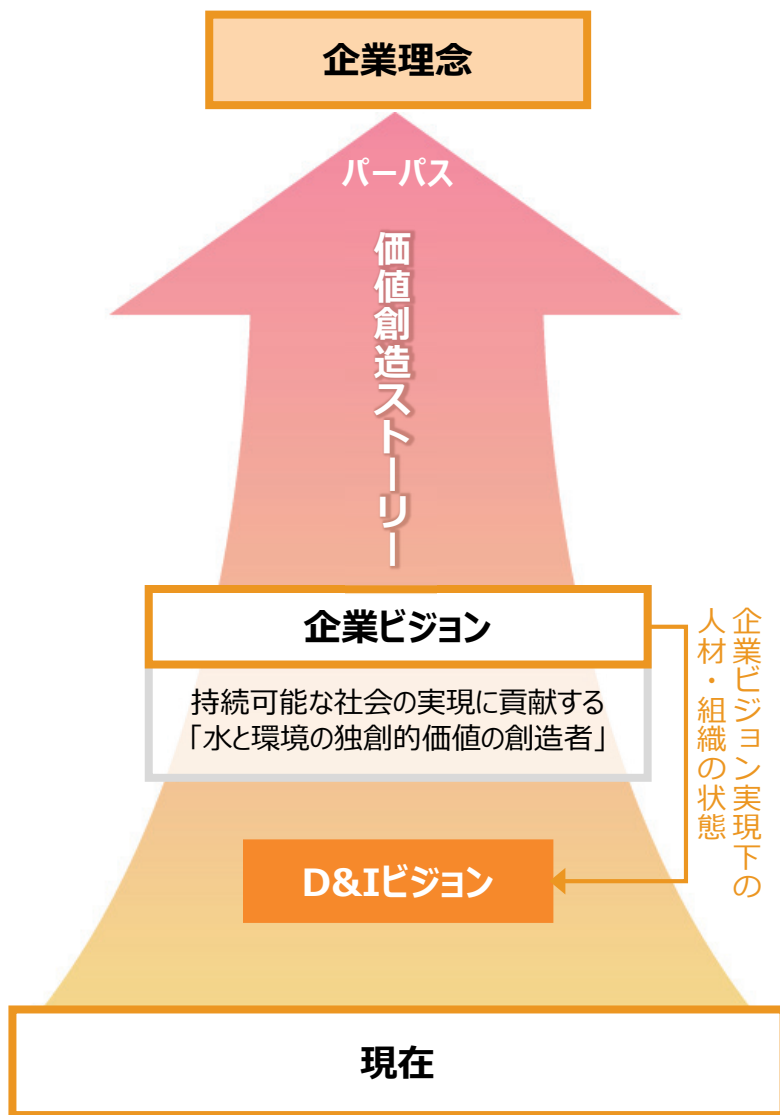 企業理念
パーパス
価値創造ストーリー
企業ビジョン
持続可能な社会の実現に貢献する
「水と環境の独創的価値の創造者」
企業ビジョン実現下の
人材・組織の状態
D&Iビジョン
現在